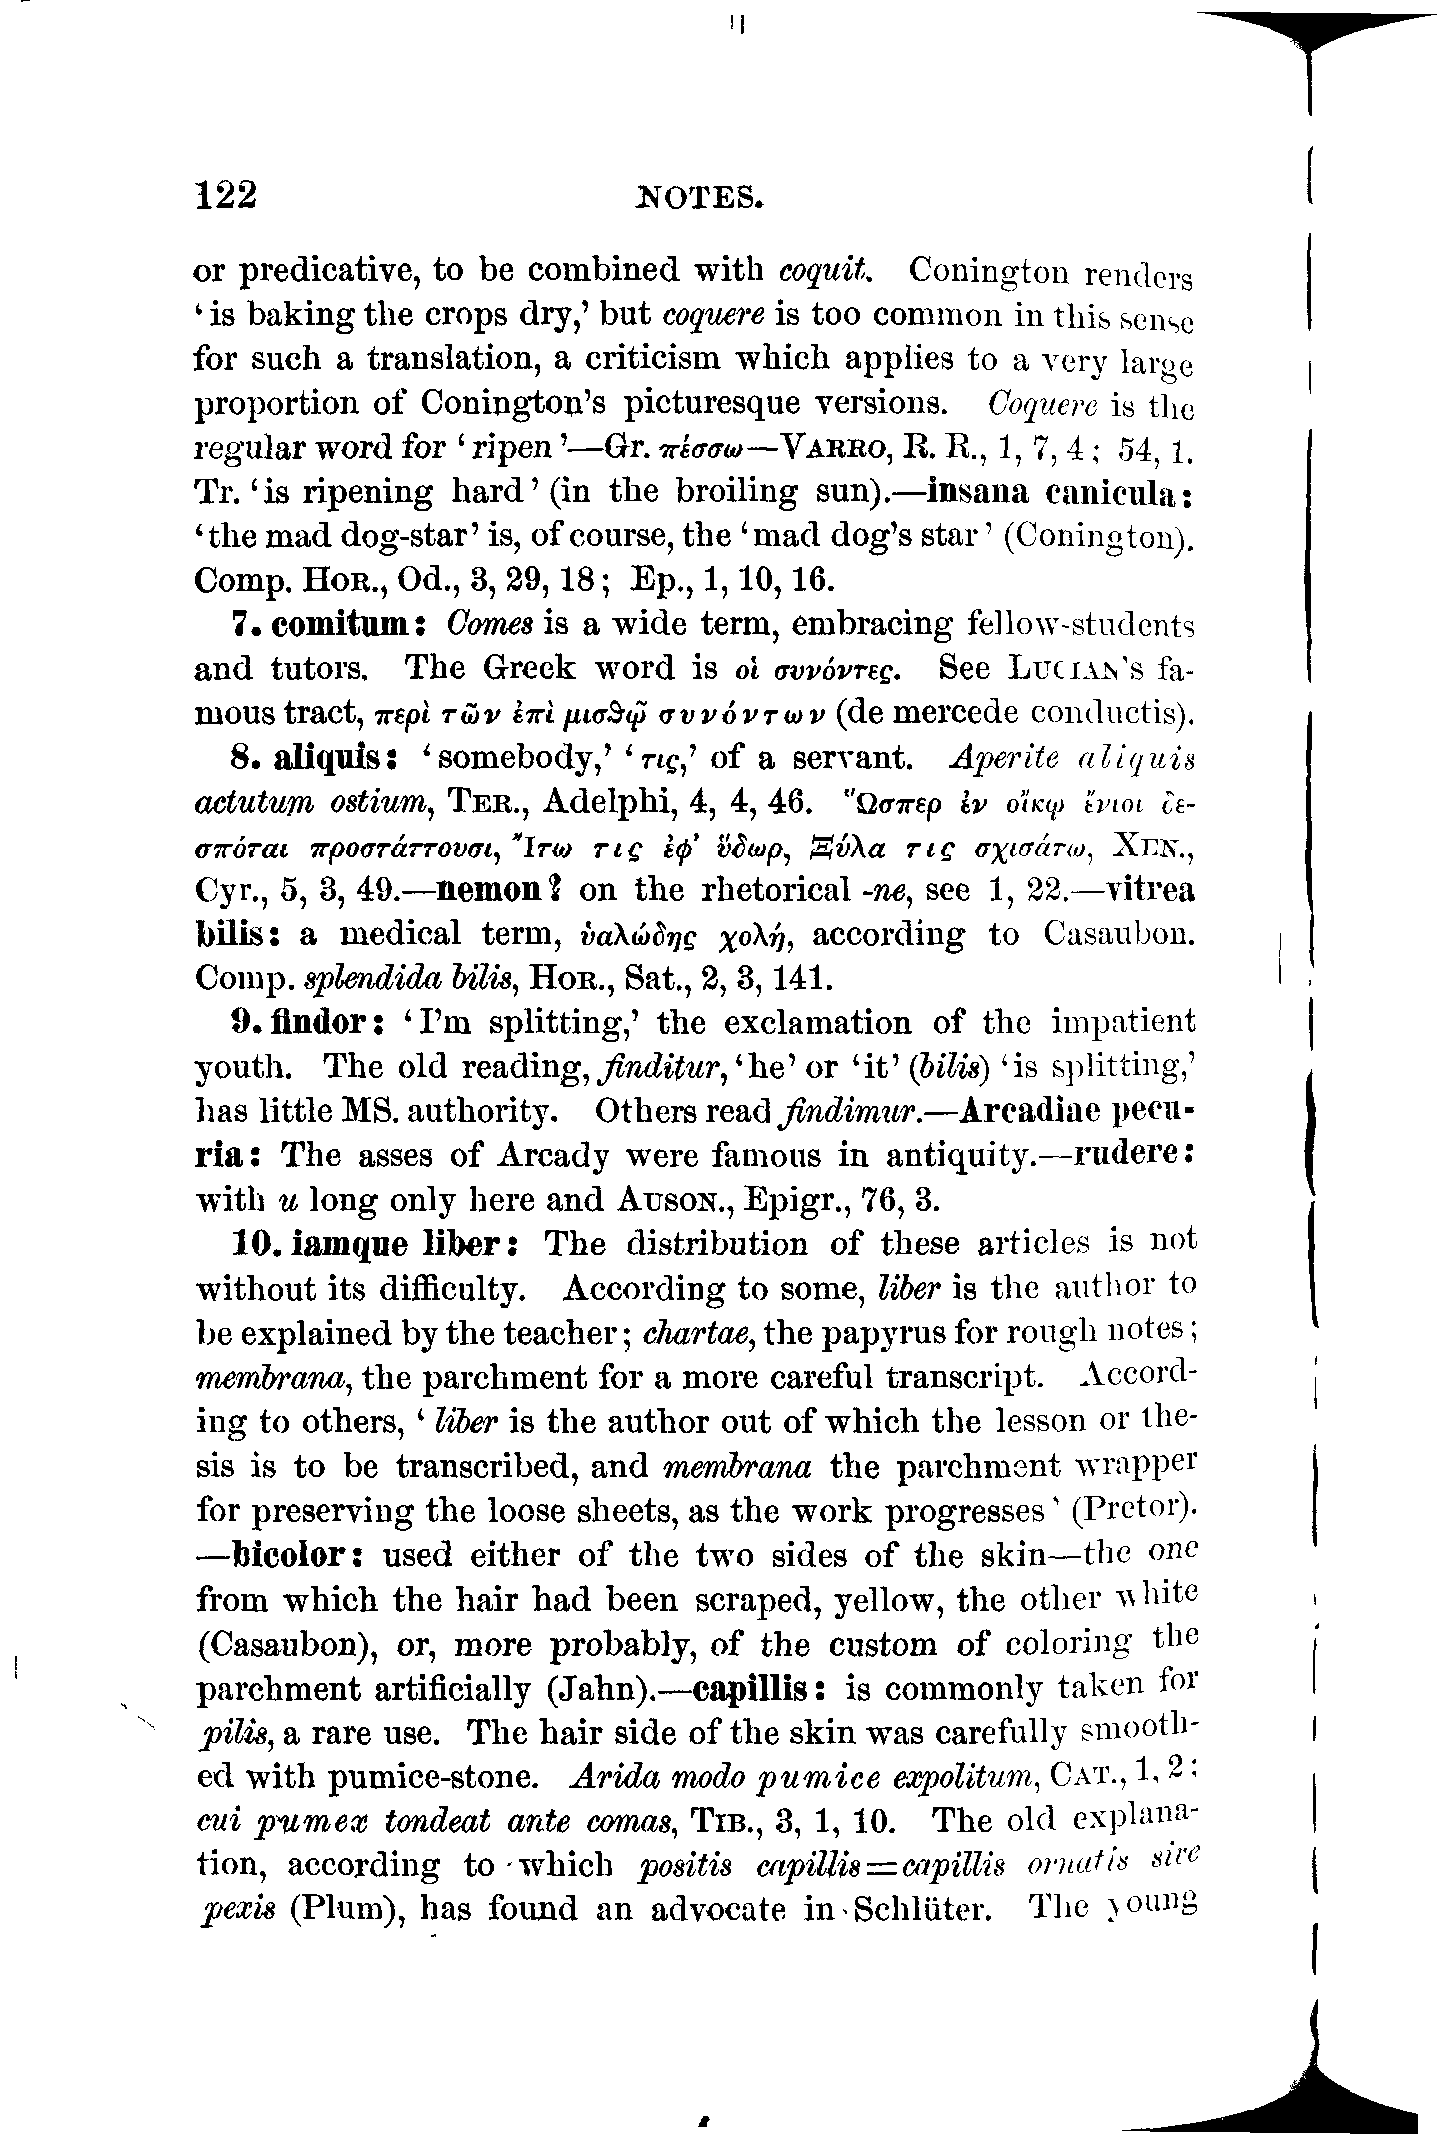 122 NOTES.
or predicative, to be combined with coquit. Conington renders
‘is baking the crops dry,’ but coquere is too common in this sense
for such a translation, a criticism which applies to a very large
proportion of Conington’s picturesque versions. Coquere is the
regular word for ‘ripen’—Gr. πέσσω—VARRO, R. R., 1, 7, 4; 54, 1.
Tr. ‘is ripening hard’ (in the broiling sun).—insana canicula:
‘the mad dog-star’ is, of course, the ‘mad dog’s star’ (Conington).
Comp. HOR., Od., 3, 29, 18; Ep., 1, 10, 16.
7. comitum: Comes is a wide term, embracing fellow-students
and tutors. The Greek word is οἱ συνόντες. See LUCIAN’S fa-
mous tract, περὶ τῶν ἐπὶ μισϑῷ συνόντων (de mercede conductis).
8. aliquis: ‘somebody,’ ‘τις,’ of a servant. Aperite aliquis
actutum ostium, TER., Adelphi, 4, 4, 46. Ὥσπερ ἐν οἴκῳ ἔνιοι δε-
σπόται προστάττουσι, Ἴτω τις ἐφ’ ὕδωρ, Ξύλα τις σχισάτω, XEN.,
Cyr., 5, 3, 49.—nemon? on the rhetorical -ne, see 1, 22.—vitrea
bilis: a medical term, ὑαλώδης χολή, according to Casaubon.
Comp. splendida bilis, HOR., Sat., 2, 3, 141.
9. findor: ‘I’m splitting,’ the exclamation of the impatient
youth. The old reading, finditur, ‘he’ or ‘it’ (bilis) ‘is splitting,’
has little MS. authority. Others read findimur.—Arcadiae pecu-
ria: The asses of Arcady were famous in antiquity.—rudere:
with u long only here and AUSON., Epigr., 76, 3.
10. iamque liber: The distribution of these articles is not
without its difficulty. According to some, liber is the author to
be explained by the teacher; chartae, the papyrus for rough notes;
membrana, the parchment for a more careful transcript. Accord-
ing to others, ‘liber is the author out of which the lesson or the-
sis is to be transcribed, and membrana the parchment wrapper
for preserving the loose sheets, as the work progresses’ (Pretor).
—bicolor: used either of the two sides of the skin—the one
from which the hair had been scraped, yellow, the other white
(Casaubon), or, more probably, of the custom of coloring the
parchment artificially (Jahn).—capillis: is commonly taken for
pilis, a rare use. The hair side of the skin was carefully smooth-
ed with pumice-stone. Arida modo pumice expolitum, CAT., 1, 2;
cui pumex tondeat ante comas, TIB., 3, 1, 10. The old explana-
tion, according to which positis capillis=capillis ornatis sive
pexis (Plum), has found an advocate in Schlüter. The young